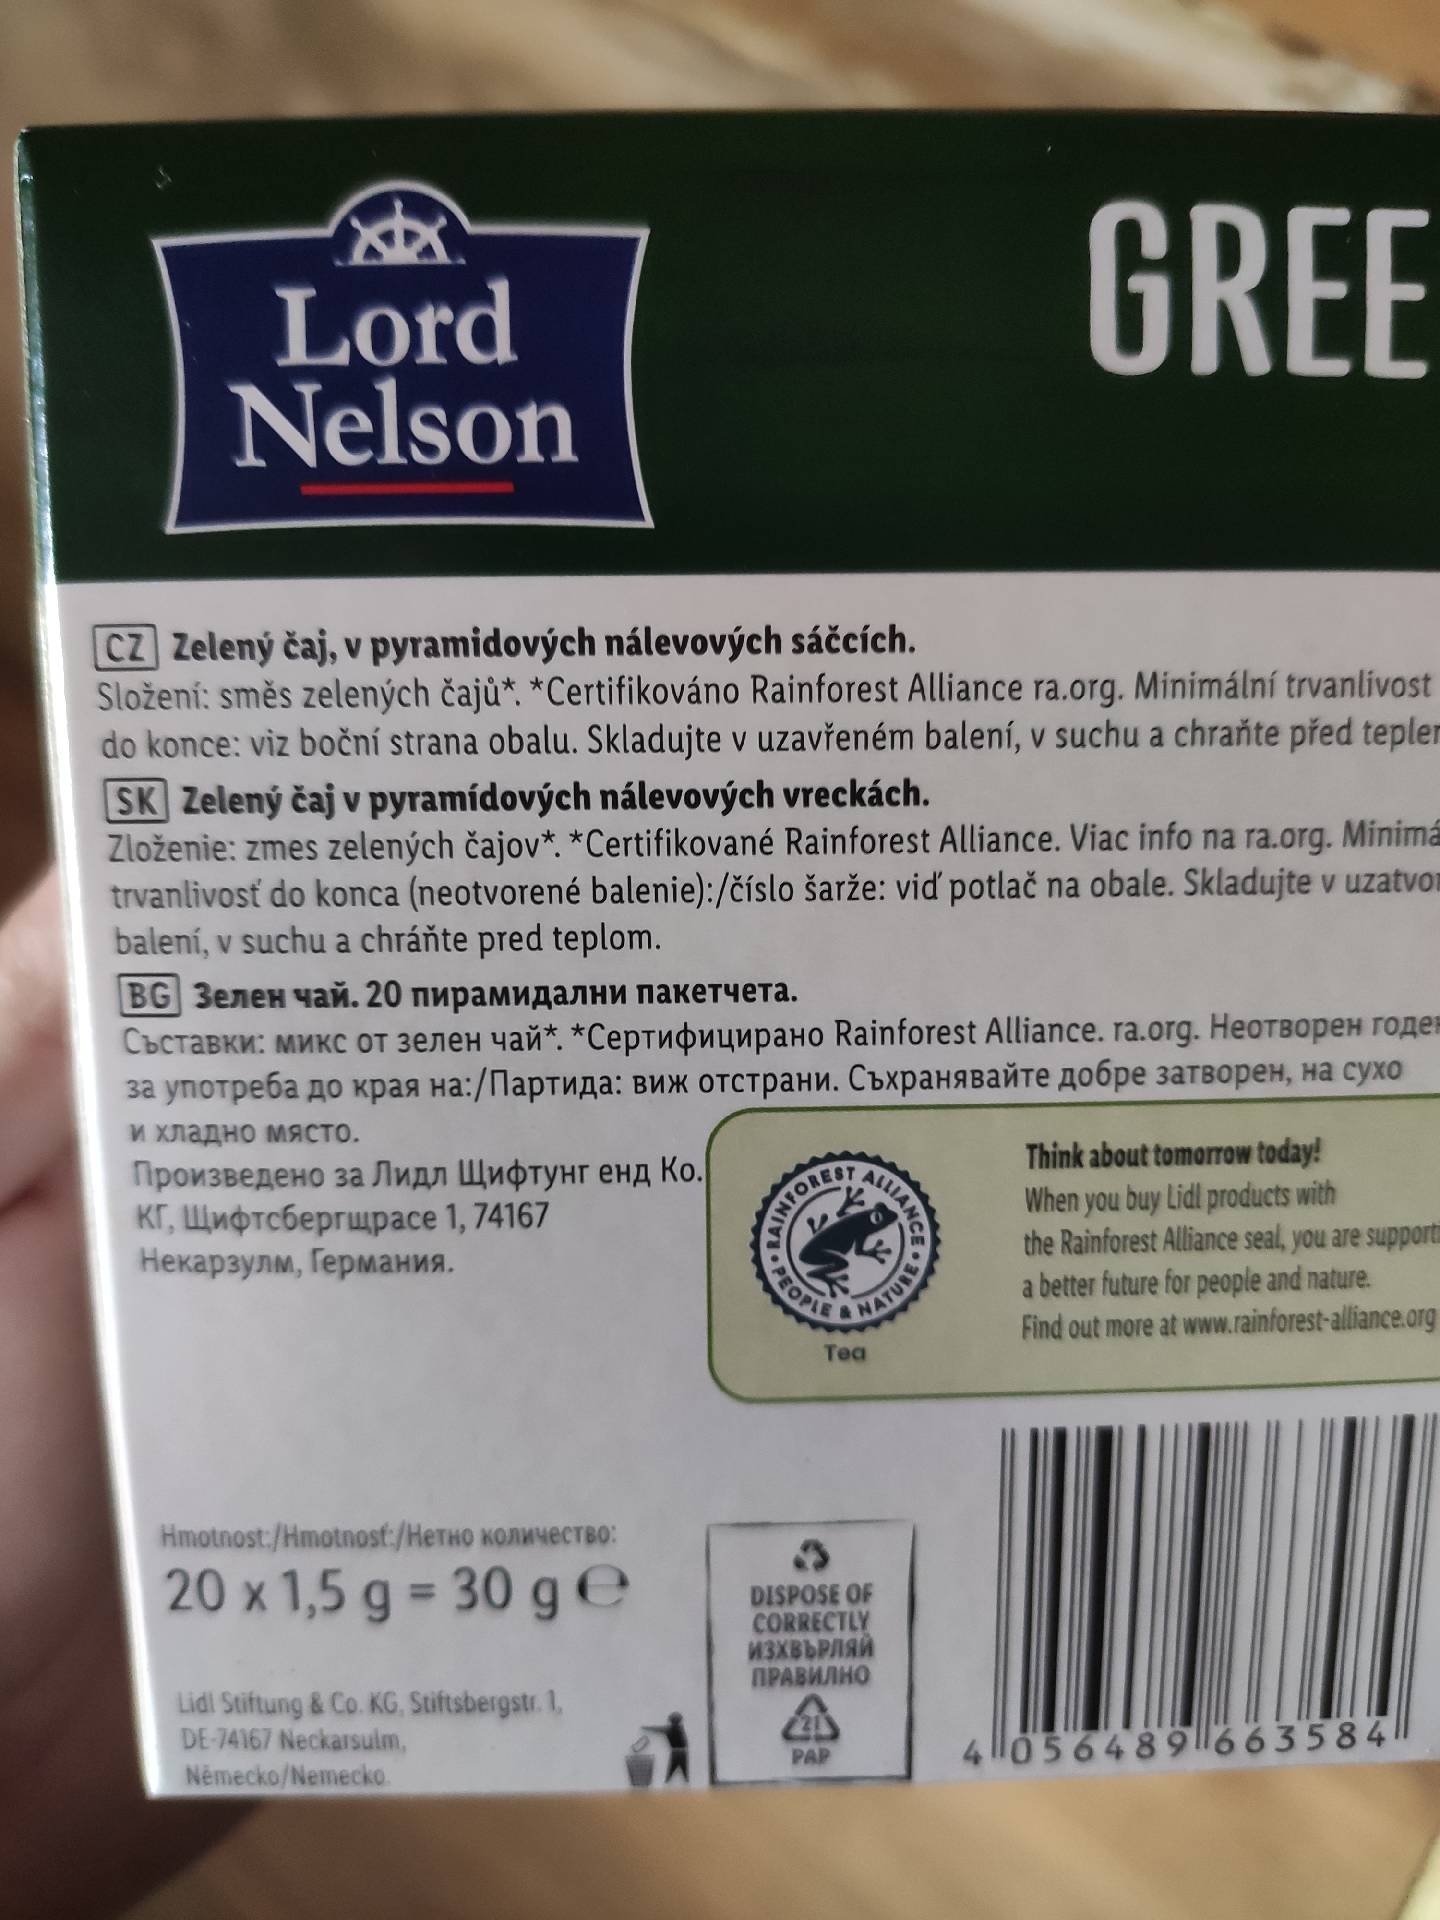 Lord
Nelson
GREE
CZ Zelený čaj, v pyramidových nálevových sáčcích.
Složení: směs zelených čajů*. *Certifikováno Rainforest Alliance ra.org. Minimální trvanlivost
do konce: viz boční strana obalu. Skladujte v uzavřeném balení, v suchu a chraňte před tepler
SK Zelený čaj v pyramídových nálevových vreckách.
Zloženie: zmes zelených čajov*. *Certifikované Rainforest Alliance. Viac info na ra.org. Minimá
trvanlivosť do konca (neotvorené balenie):/číslo šarže: viď potlač na obale. Skladujte v uzatvor
balení, v suchu a chráňte pred teplom.
BG Зелен чай. 20 пирамидални пакетчета.
Съставки: микс от зелен чай*. *Сертифицирано Rainforest Alliance. ra.org. Неотворен годен
за употреба до края на:/Партида: виж отстрани. Съхранявайте добре затворен, на сухо
и хладно място.
Произведено за Лидл Щифтунг енд Ко.
КГ, Щифтсбергщрасе 1, 74167
Некарзулм, Германия.
RAINFOREST ALLIANCE
PEOPLE & NATURE
Tea
Think about tomorrow today!
When you buy Lidl products with
the Rainforest Alliance seal, you are supporti
a better future for people and nature.
Find out more at www.rainforest-alliance.org
Hmotnost:/Hmotnosť:/Нетно количество:
20 x 1,5 g = 30 g e
Lidl Stiftung & Co. KG, Stiftsbergstr. 1,
DE-74167 Neckarsulm,
Německo/Nemecko.
DISPOSE OF
CORRECTLY
ИЗХВЪРЛЯЙ
ПРАВИЛНО
21
PAP
4 056489 663584